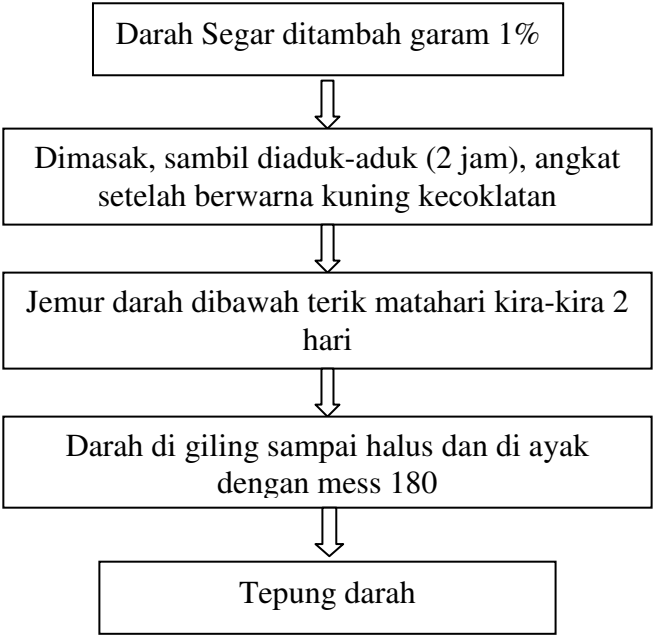 Darah Segar ditambah garam 1%
Dimasak, sambil diaduk-aduk (2 jam), angkat
setelah berwarna kuning kecoklatan
Jemur darah dibawah terik matahari kira-kira 2
hari
Darah di giling sampai halus dan di ayak
dengan mess 180
Tepung darah